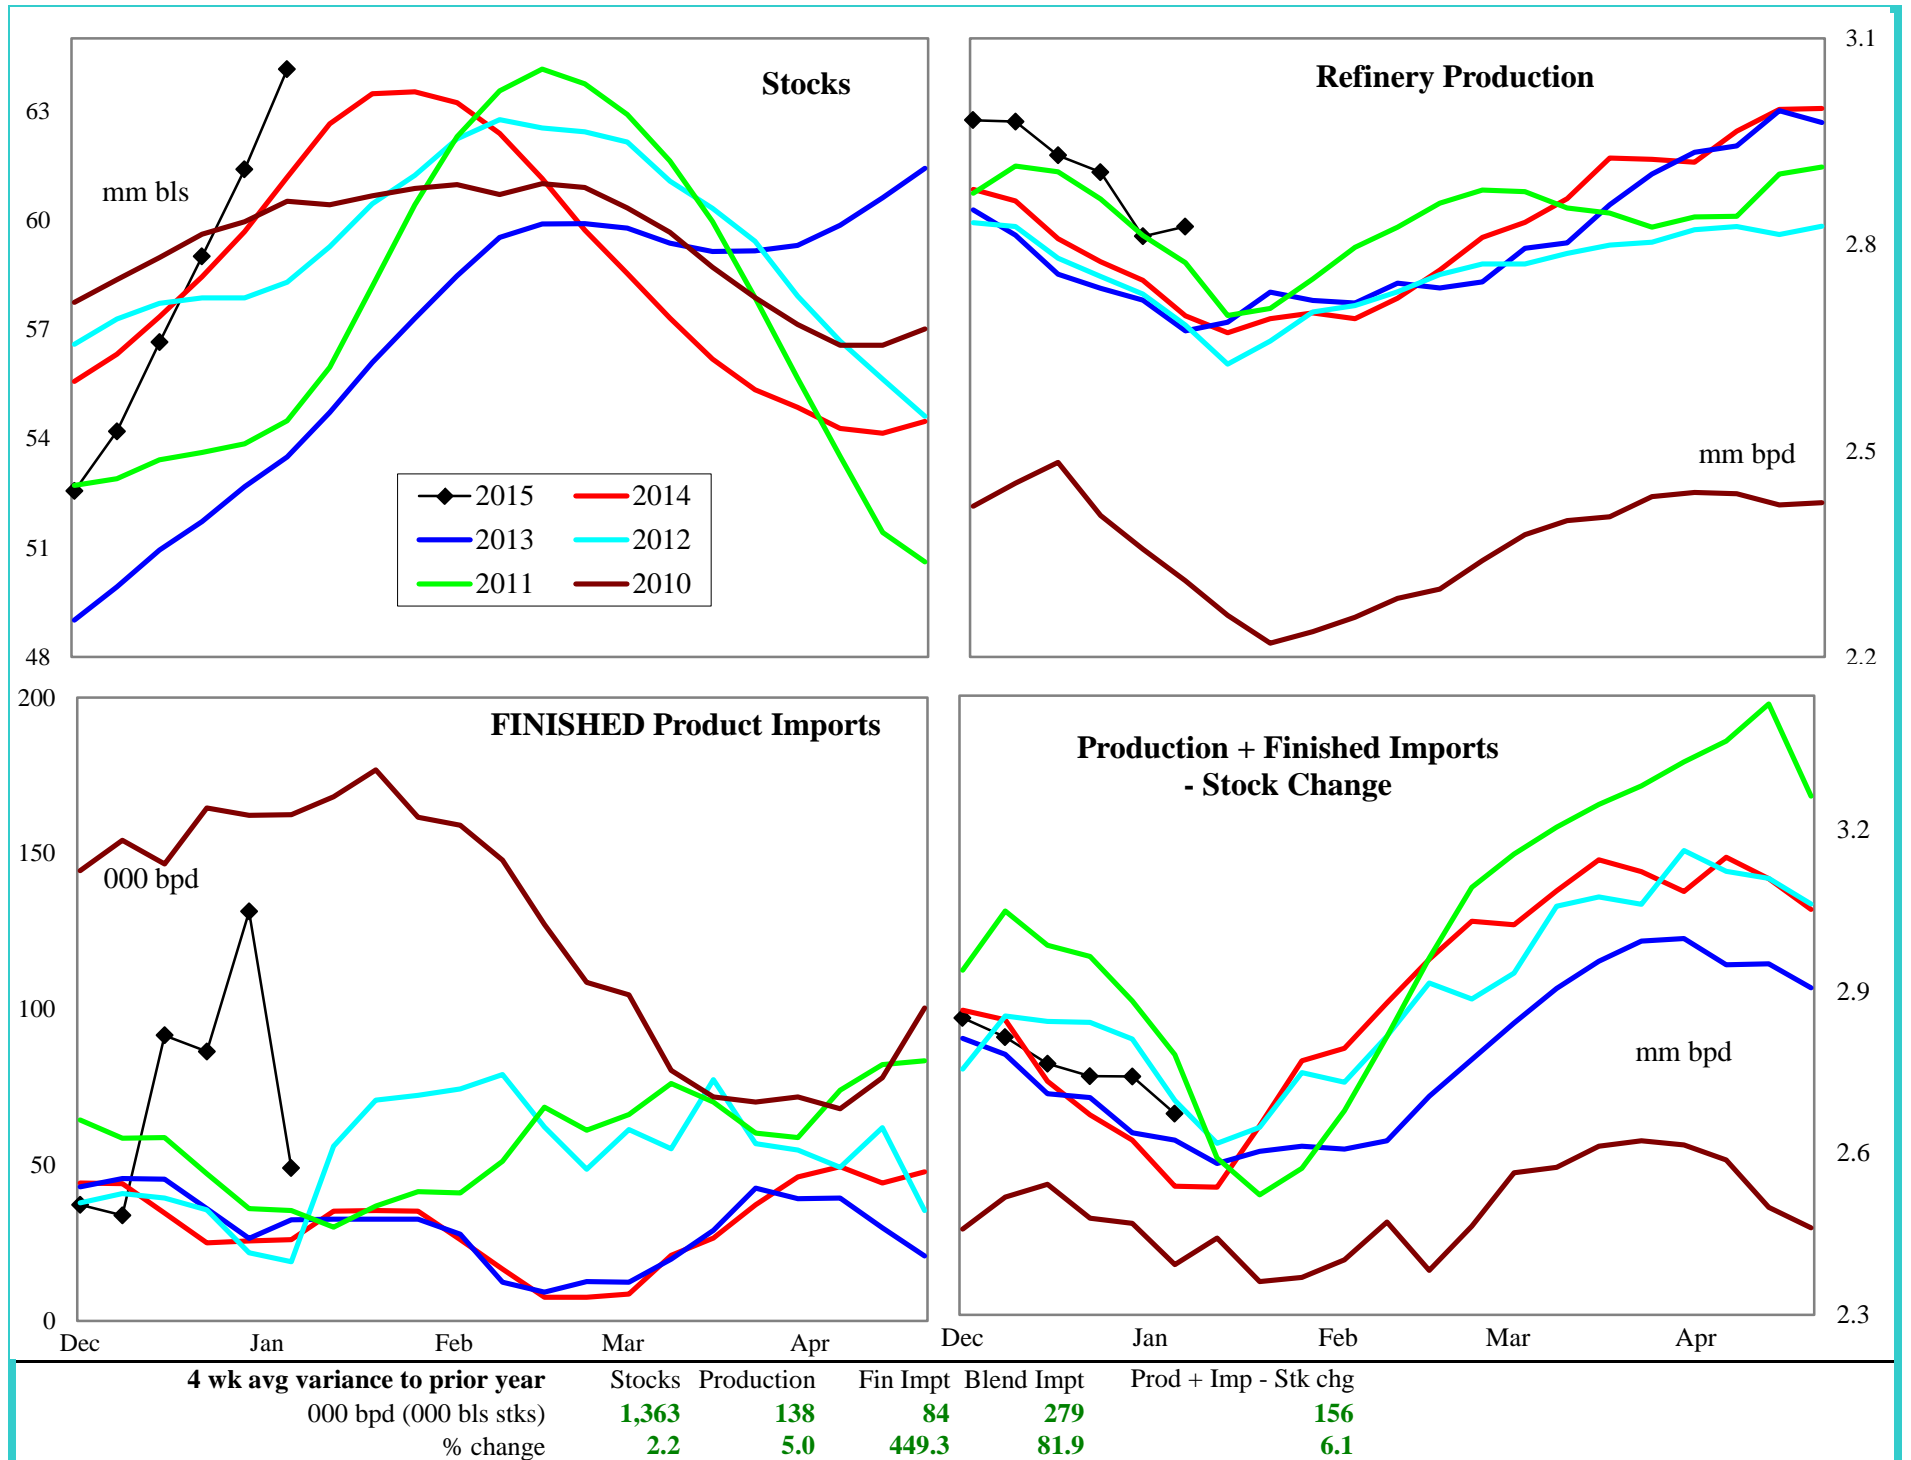 Stocks
63
mm bls
60
57
54
51
48
2015
2014
2013
2012
2011
2010
Refinery Production
3.1
2.8
2.5
mm bpd
2.2
FINISHED Product Imports
200
150
000 bpd
100
50
0
Dec Jan Feb Mar Apr
Production + Finished Imports
- Stock Change
3.2
2.9
mm bpd
2.6
2.3
Dec Jan Feb Mar Apr
4 wk avg variance to prior year Stocks Production Fin Impt Blend Impt Prod + Imp - Stk chg
000 bpd (000 bls stks) 1,363 138 84 279 156
% change 2.2 5.0 449.3 81.9 6.1